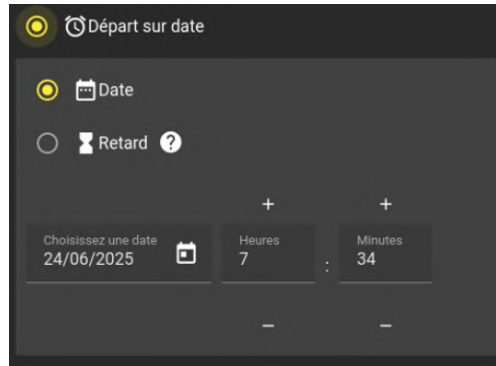 Départ sur date
Date
Retard ?
+ +
Choisissez une date Heures Minutes
24/06/2025 7 : 34
− −